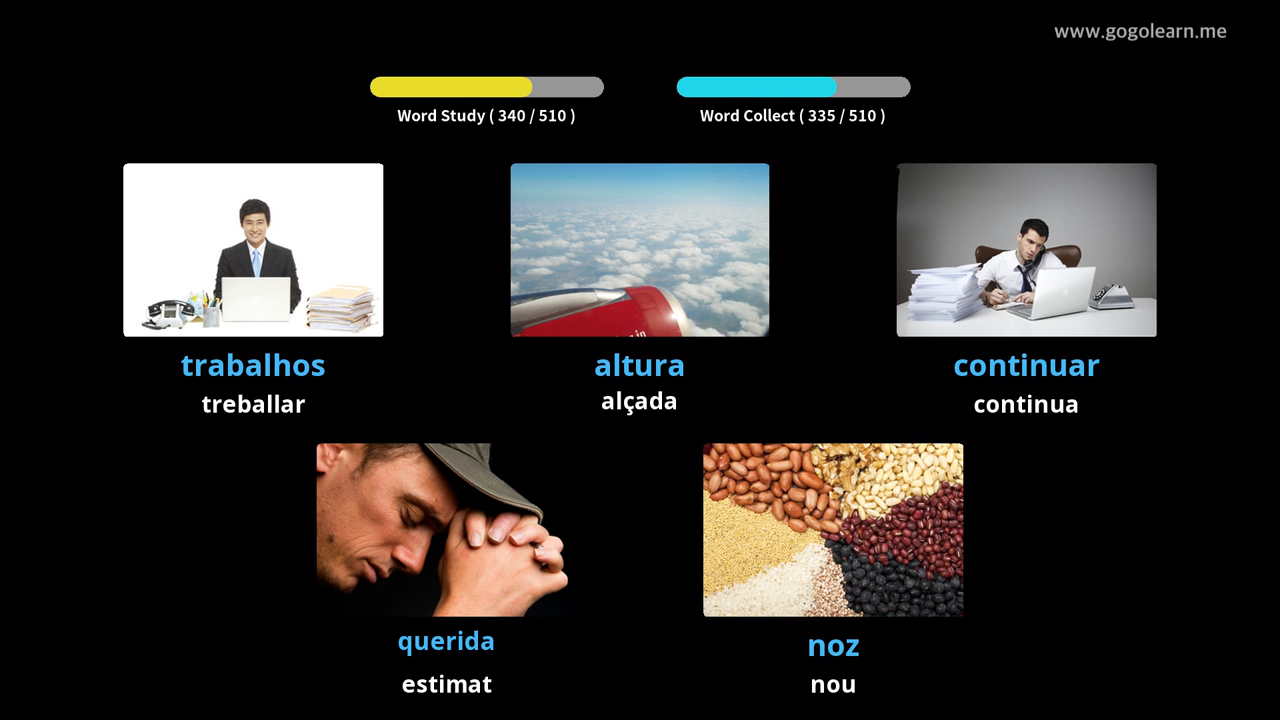 www.gogolearn.me
Word Study ( 340 / 510 )
Word Collect ( 335 / 510 )
trabalhos
treballar
altura
alçada
continuar
continua
querida
estimat
noz
nou